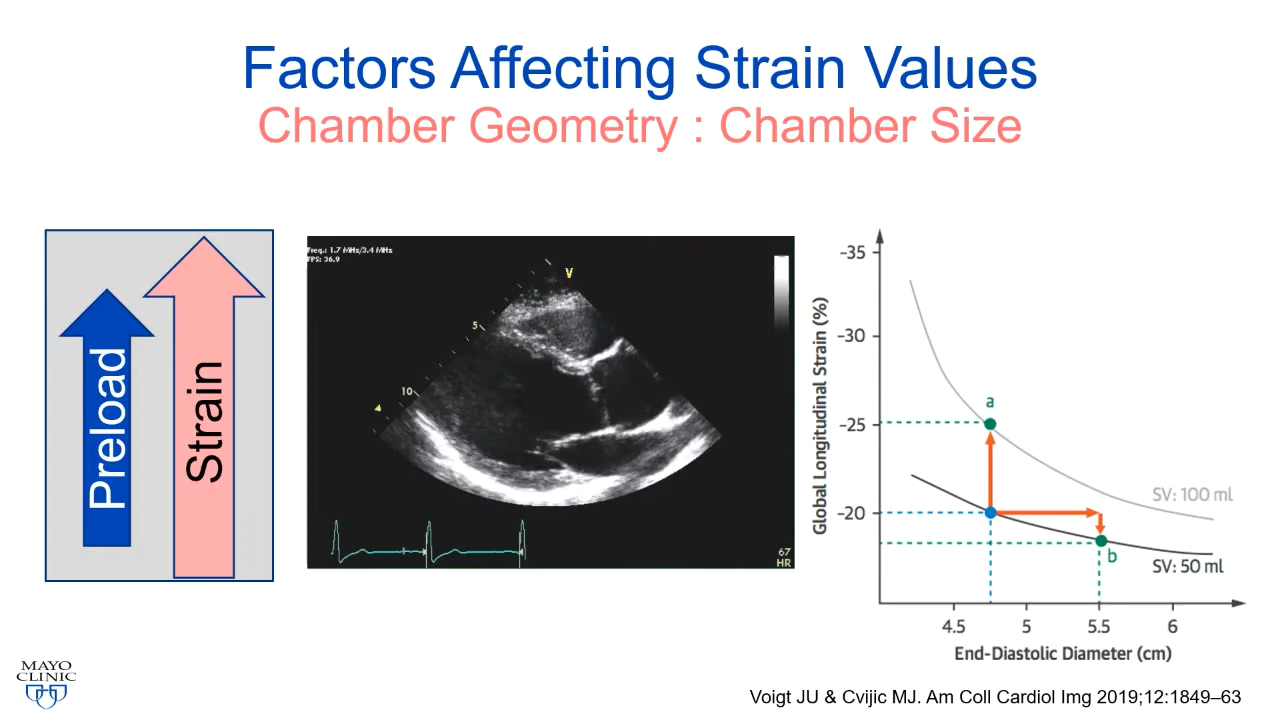 Factors Affecting Strain Values
Chamber Geometry : Chamber Size
Preload
Strain
Freq.: 1.7 MHz/3.4 MHz
FPS: 36.9
V
5
10
67
HR
Global Longitudinal Strain (%)
-35
-30
-25
-20
a
b
SV: 100 ml
SV: 50 ml
4.5 5 5.5 6
End-Diastolic Diameter (cm)
MAYO
CLINIC
Voigt JU & Cvijic MJ. Am Coll Cardiol Img 2019;12:1849–63